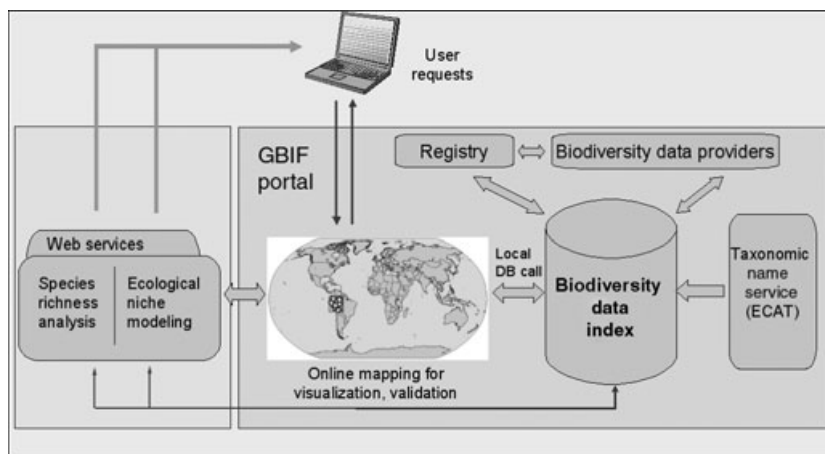 User
requests
GBIF
portal
Registry
Biodiversity data providers
Web services
Species
richness
analysis
Ecological
niche
modeling
Local
DB call
Biodiversity
data
index
Taxonomic
name
service
(ECAT)
Online mapping for
visualization, validation